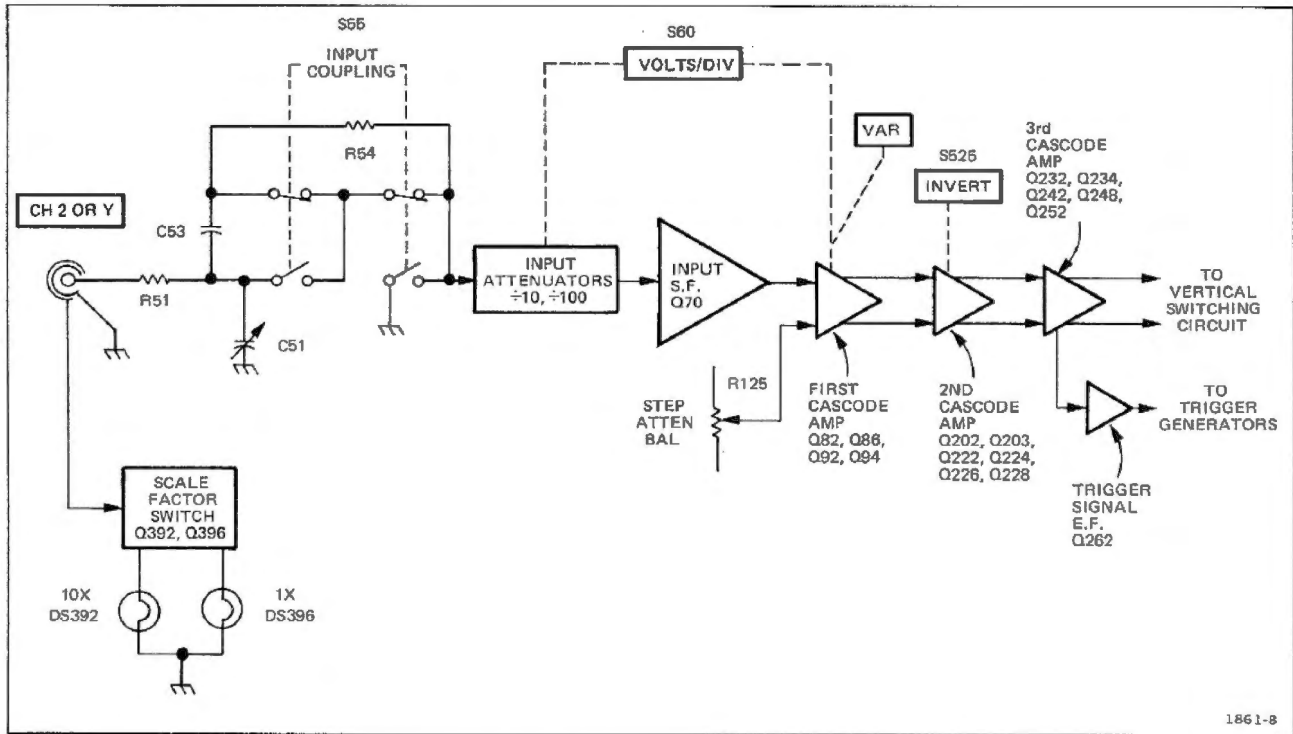 S55
INPUT
COUPLING
S60
VOLTS/DIV
R54
VAR
S525
INVERT
3rd
CASCODE
AMP
Q232, Q234,
Q242, Q248,
Q252
CH 2 OR Y
C53
R51
C51
INPUT
ATTENUATORS
÷10, ÷100
INPUT
S.F.
Q70
TO
VERTICAL
SWITCHING
CIRCUIT
R125
STEP
ATTEN
BAL
FIRST
CASCODE
AMP
Q82, Q86,
Q92, Q94
2ND
CASCODE
AMP
Q202, Q203,
Q222, Q224,
Q226, Q228
TO
TRIGGER
GENERATORS
TRIGGER
SIGNAL
E.F.
Q262
SCALE
FACTOR
SWITCH
Q392, Q396
10X
DS392
1X
DS396
1861-8